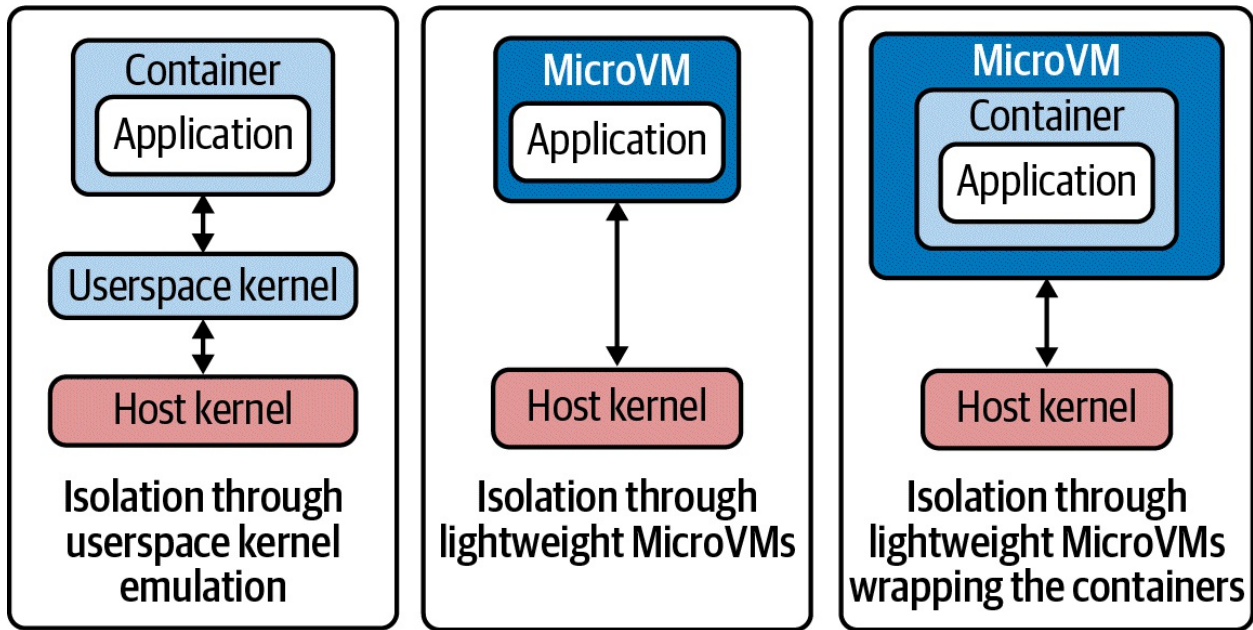 Container
Application
Userspace kernel
Host kernel
Isolation through
userspace kernel
emulation
MicroVM
Application
Host kernel
Isolation through
lightweight MicroVMs
MicroVM
Container
Application
Host kernel
Isolation through
lightweight MicroVMs
wrapping the containers